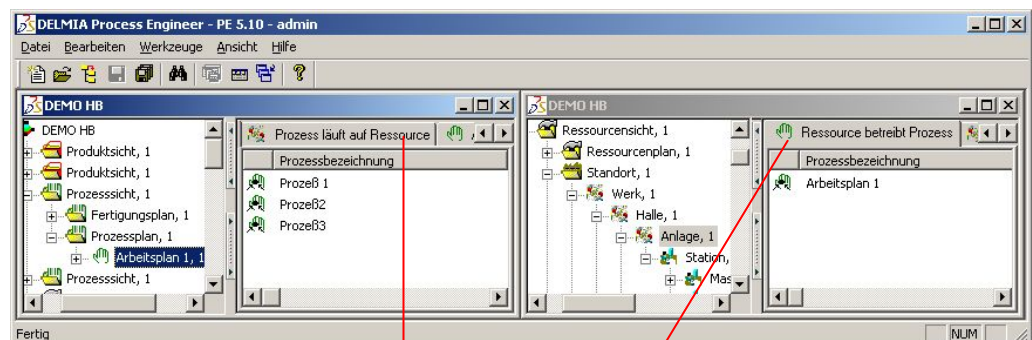 DELMIA Process Engineer - PE 5.10 - admin
Datei Bearbeiten Werkzeuge Ansicht Hilfe
DEMO HB
DEMO HB
Produktsicht, 1
Produktsicht, 1
Prozesssicht, 1
Fertigungsplan, 1
Prozessplan, 1
Arbeitsplan 1, 1
Prozesssicht, 1
Prozess läuft auf Ressource
Prozessbezeichnung
Prozeß 1
Prozeß2
Prozeß3
DEMO HB
Ressourcensicht, 1
Ressourcenplan, 1
Standort, 1
Werk, 1
Halle, 1
Anlage, 1
Station,
Mas
Ressource betreibt Prozess
Prozessbezeichnung
Arbeitsplan 1
Fertig
NUM